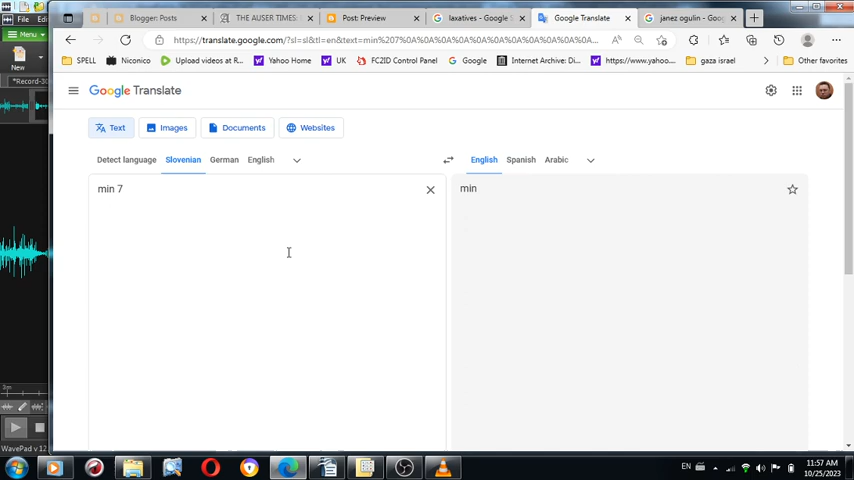 Blogger: Posts
THE AUSER TIMES:
Post: Preview
laxatives - Google S
Google Translate
janez ogulin - Goog
File
Ed
Menu
https://translate.google.com/?sl=sl&tl=en&text=min%207%0A%0A%0A%0A%0A%0A%0A%0A%0A%0A%0A%0A...
New
SPELL
Niconico
Upload videos at R...
Yahoo Home
UK
FC2ID Control Panel
Google
Internet Archive: Di...
https://www.yahoo....
gaza israel
Other favorites
*Record-30
Google Translate
Text
Images
Documents
Websites
Detect language
Slovenian
German
English
English
Spanish
Arabic
min 7
min
WavePad v 12
EN
11:57 AM
10/25/2023